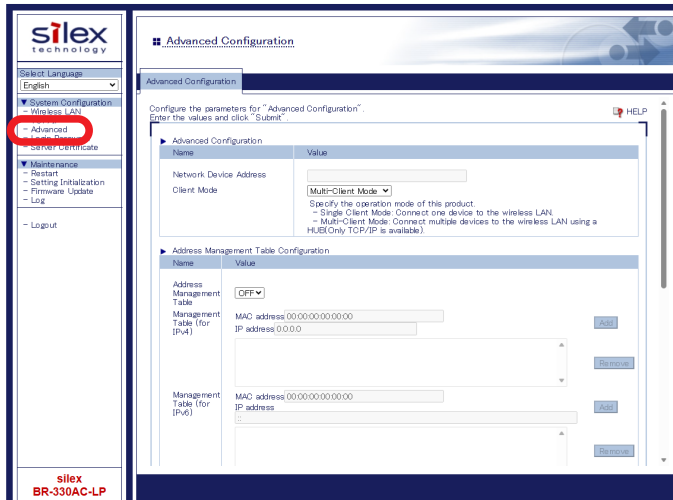 silex
technology
Select Language
English
▼ System Configuration
- Wireless LAN
- Advanced
- Server Certificate
▼ Maintenance
- Restart
- Setting Initialization
- Firmware Update
- Log
- Logout
silex
BR-330AC-LP
Advanced Configuration
Advanced Configuration
Configure the parameters for "Advanced Configuration".
Enter the values and click "Submit".
HELP
Advanced Configuration
Name Value
Network Device Address
Client Mode Multi-Client Mode
Specify the operation mode of this product.
- Single Client Mode: Connect one device to the wireless LAN.
- Multi-Client Mode: Connect multiple devices to the wireless LAN using a
HUB(Only TCP/IP is available).
Address Management Table Configuration
Name Value
Address
Management
Table
OFF
Management
Table (for
IPv4)
MAC address 00:00:00:00:00:00
IP address 0.0.0.0
Add
Remove
Management
Table (for
IPv6)
MAC address 00:00:00:00:00:00
IP address
::
Add
Remove